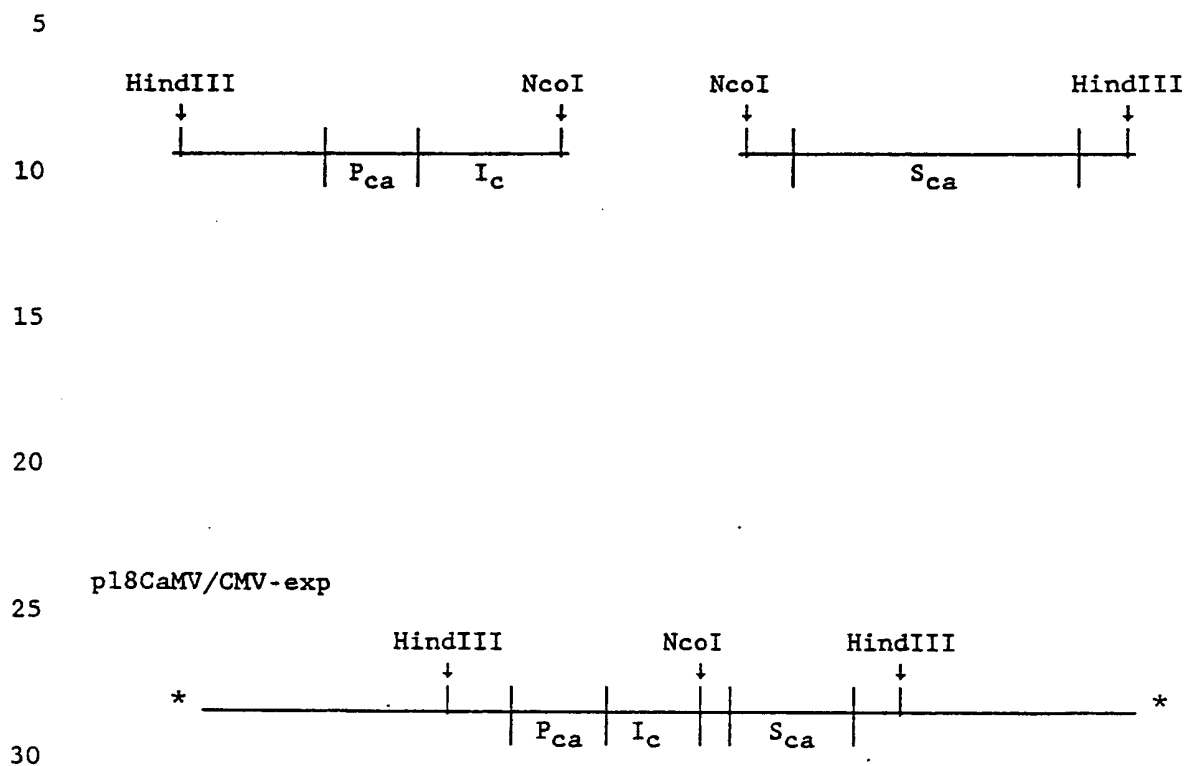 5
HindIII NcoI NcoI HindIII
10 Pca Ic Sca
15
20
p18CaMV/CMV-exp
25
HindIII NcoI HindIII
* *
Pca Ic Sca
30